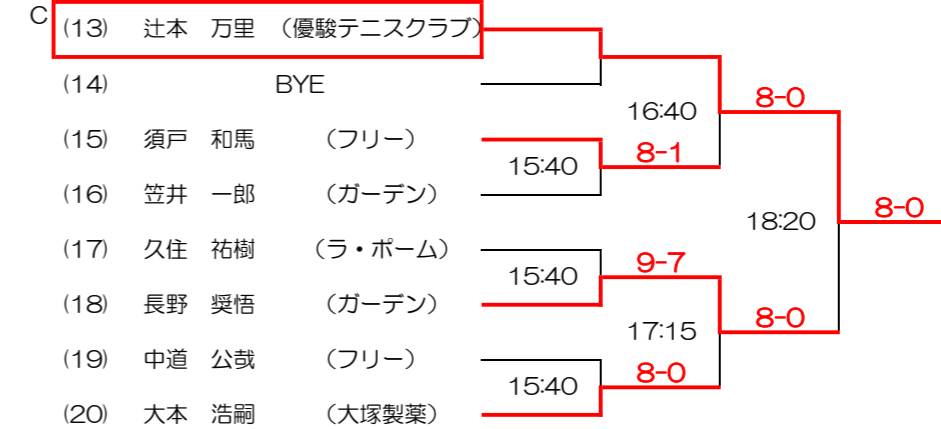 C
(13) 辻本 万里 (優駿テニスクラブ)
(14) BYE
8-0
16:40
(15) 須戸 和馬 (フリー)
8-1
15:40
(16) 笠井 一郎 (ガーデン)
8-0
18:20
(17) 久住 祐樹 (ラ・ポーム)
9-7
15:40
(18) 長野 奨悟 (ガーデン)
8-0
17:15
(19) 中道 公哉 (フリー)
8-0
15:40
(20) 大本 浩嗣 (大塚製薬)